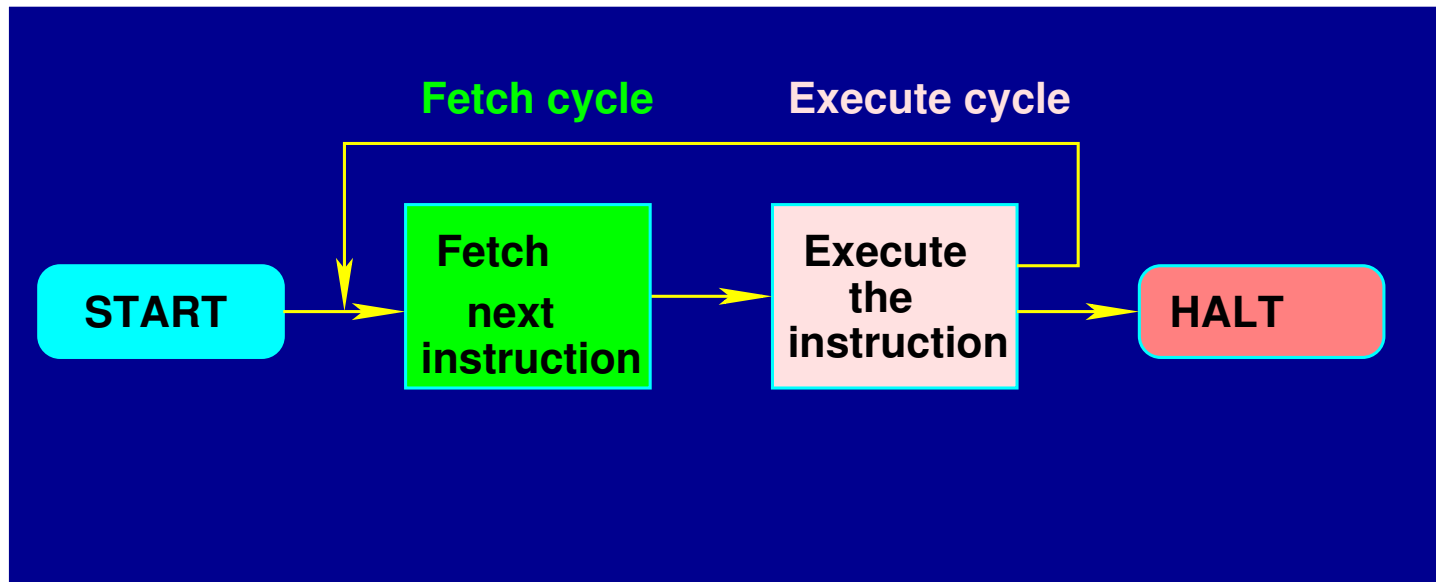 Fetch cycle
Execute cycle
START
Fetch
next
instruction
Execute
the
instruction
HALT